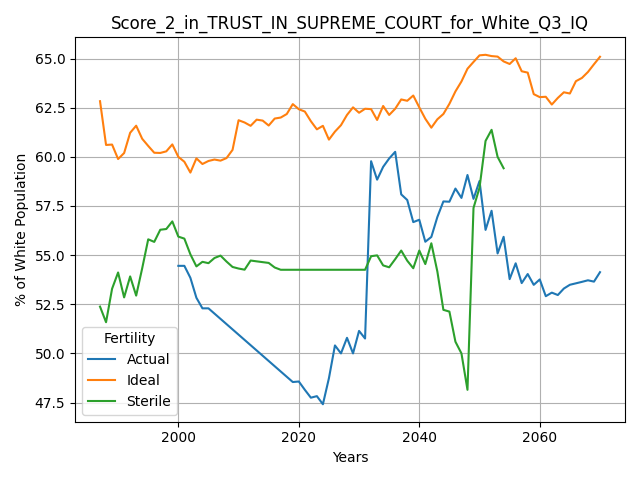 Score_2_in_TRUST_IN_SUPREME_COURT_for_White_Q3_IQ
65.0
62.5
60.0
57.5
55.0
52.5
50.0
47.5
% of White Population
Fertility
Actual
Ideal
Sterile
2000 2020 2040 2060
Years